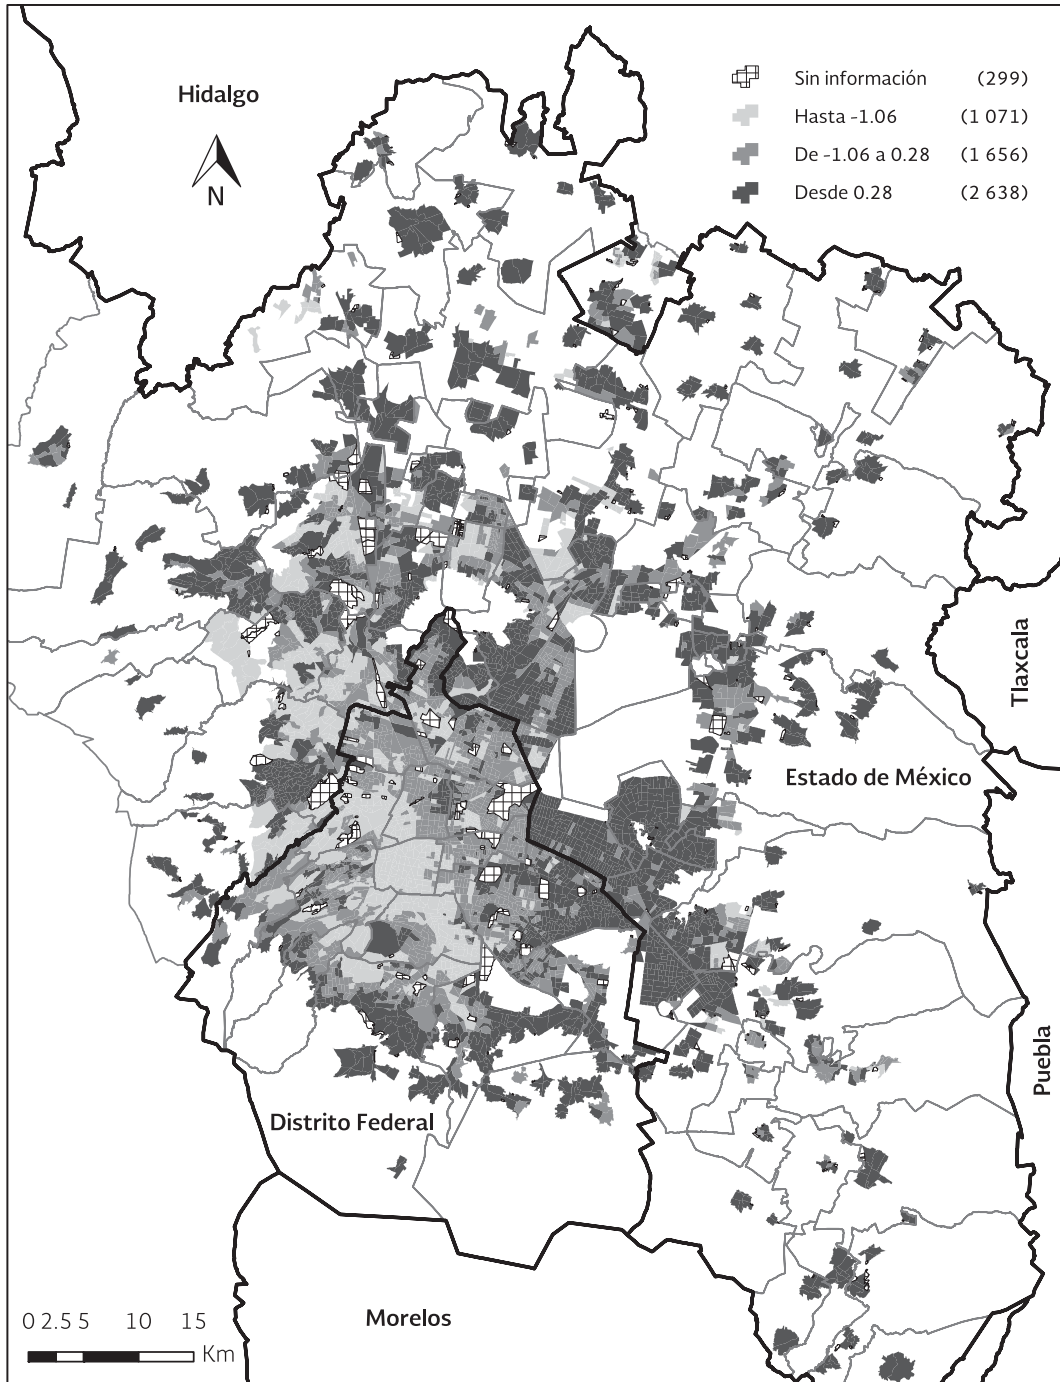 Hidalgo
N
Sin información (299)
Hasta -1.06 (1 071)
De -1.06 a 0.28 (1 656)
Desde 0.28 (2 638)
Tlaxcala
Estado de México
Puebla
Distrito Federal
Morelos
0 2.5 5 10 15
Km